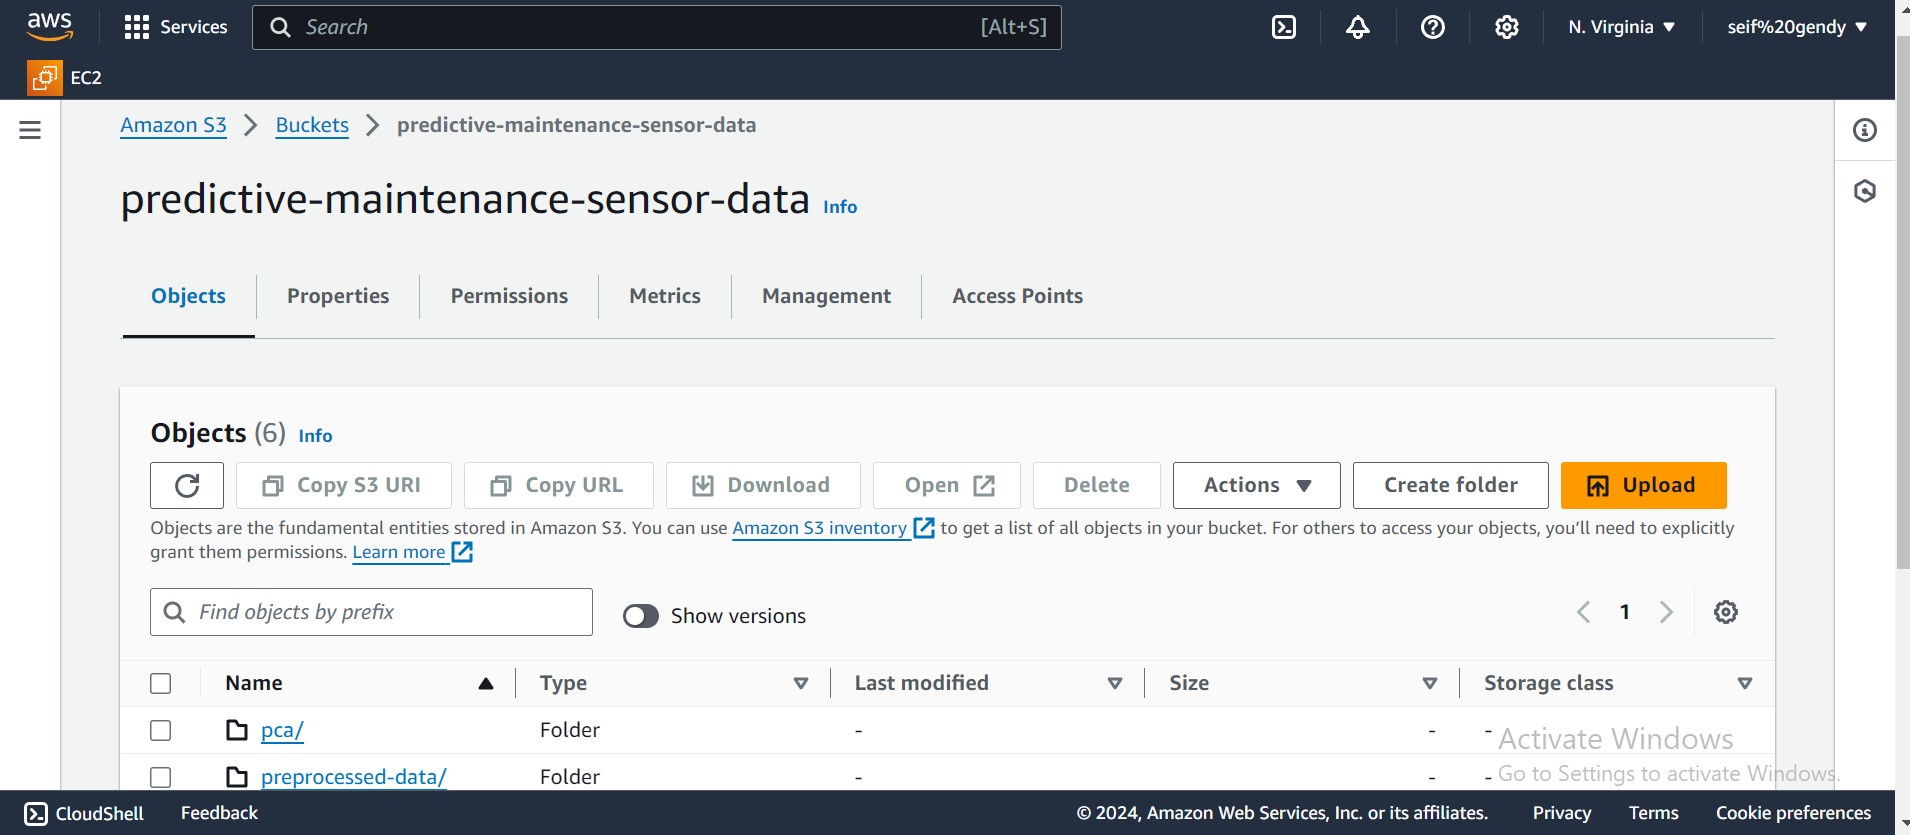 aws Services Search [Alt+S] N. Virginia seif%20gendy
EC2
Amazon S3 Buckets predictive-maintenance-sensor-data
predictive-maintenance-sensor-data Info
Objects Properties Permissions Metrics Management Access Points
Objects (6) Info
Copy S3 URI Copy URL Download Open Delete Actions Create folder Upload
Objects are the fundamental entities stored in Amazon S3. You can use Amazon S3 inventory to get a list of all objects in your bucket. For others to access your objects, you’ll need to explicitly
grant them permissions. Learn more
Find objects by prefix Show versions 1
Name Type Last modified Size Storage class
pca/ Folder - - -
Activate Windows
preprocessed-data/ Folder - - -
Go to Settings to activate Windows.
CloudShell Feedback © 2024, Amazon Web Services, Inc. or its affiliates. Privacy Terms Cookie preferences